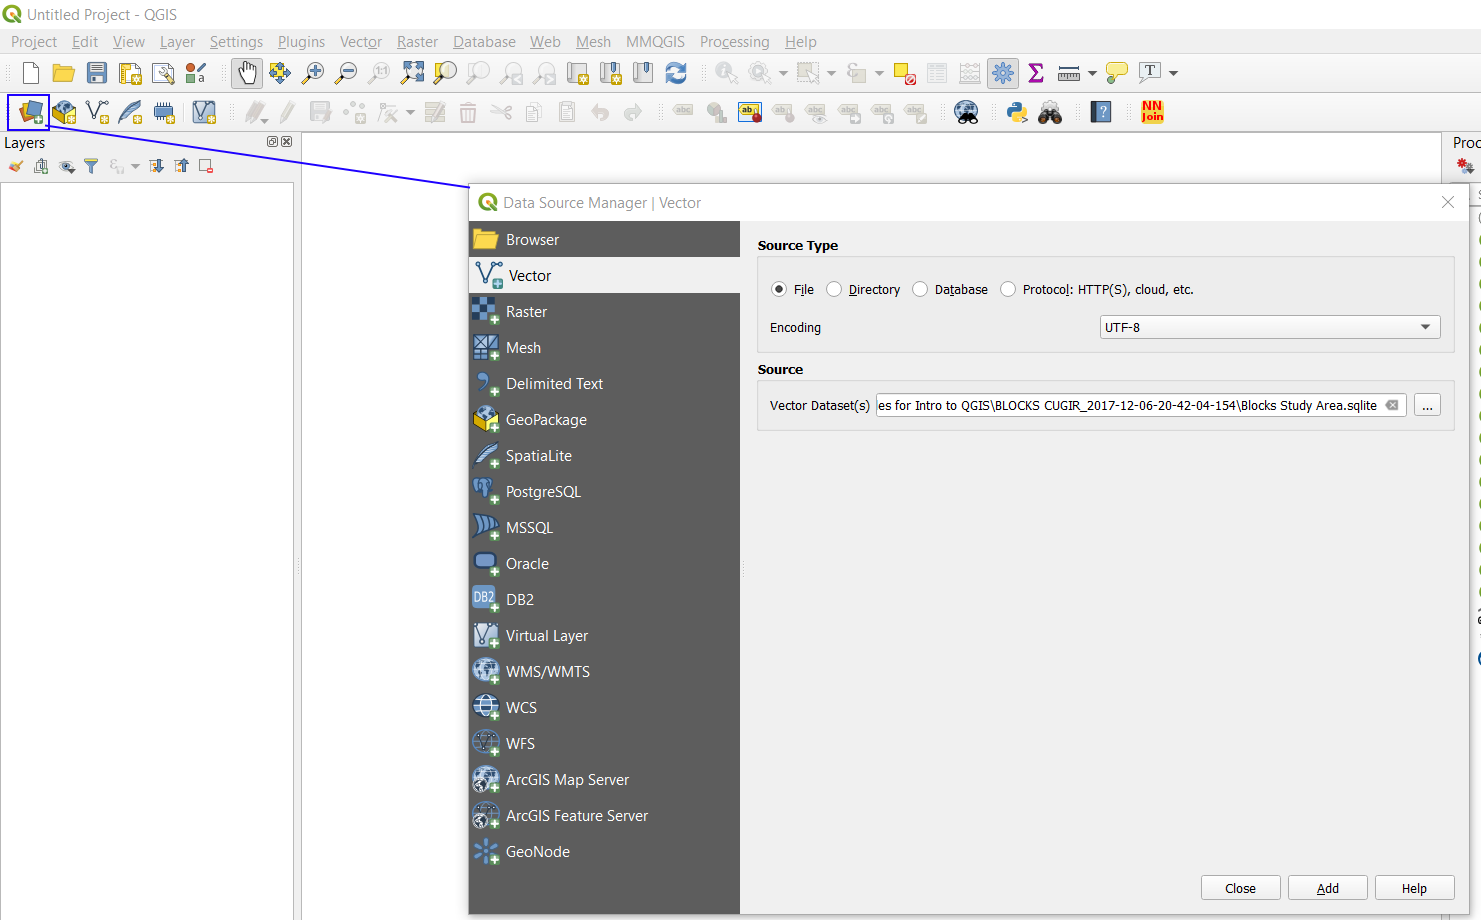 Untitled Project - QGIS
Project Edit View Layer Settings Plugins Vector Raster Database Web Mesh MMQGIS Processing Help
NN
Join
Layers
Proc
Data Source Manager | Vector
Browser
Vector
Raster
Mesh
Delimited Text
GeoPackage
SpatiaLite
PostgreSQL
MSSQL
Oracle
DB2
Virtual Layer
WMS/WMTS
WCS
WFS
ArcGIS Map Server
ArcGIS Feature Server
GeoNode
Source Type
File Directory Database Protocol: HTTP(S), cloud, etc.
Encoding UTF-8
Source
Vector Dataset(s) es for Intro to QGIS\BLOCKS CUGIR_2017-12-06-20-42-04-154\Blocks Study Area.sqlite ...
Close Add Help